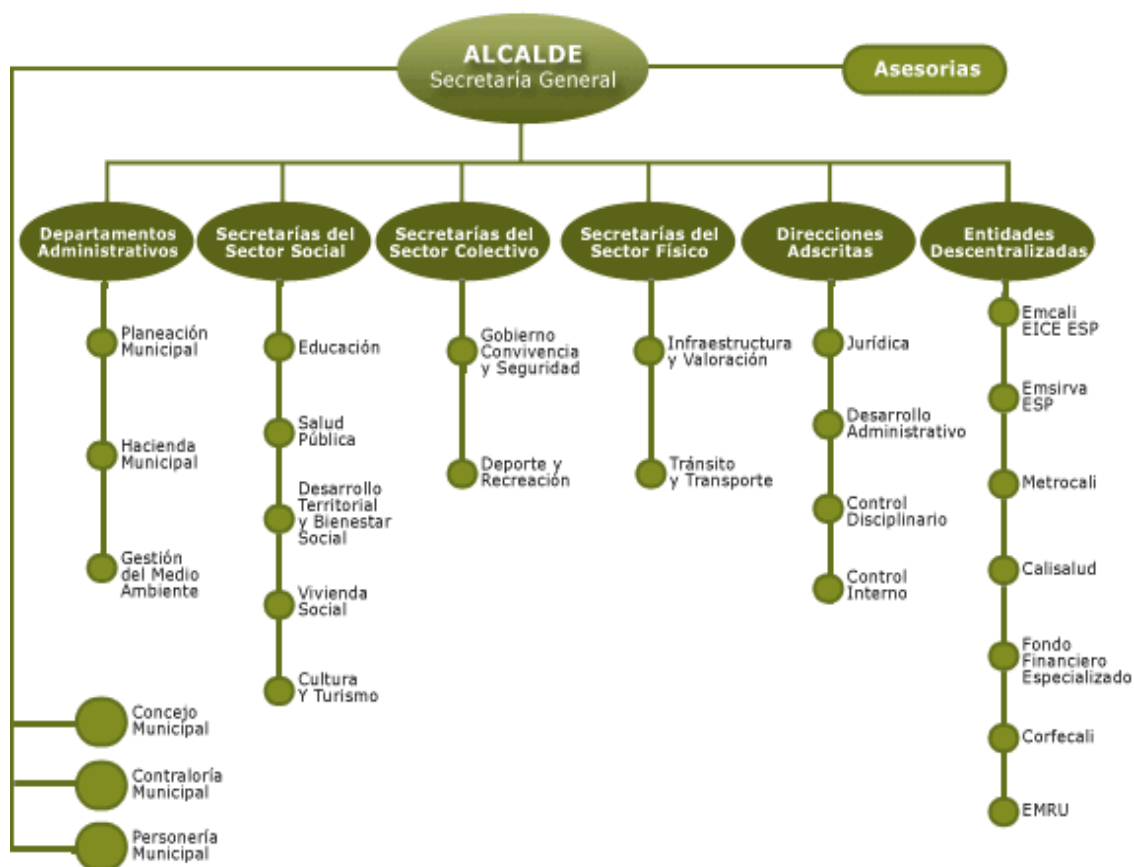 ALCALDE
Secretaría General
Asesorias
Departamentos
Administrativos
Secretarías del
Sector Social
Secretarías del
Sector Colectivo
Secretarías del
Sector Físico
Direcciones
Adscritas
Entidades
Descentralizadas
Planeación
Municipal
Hacienda
Municipal
Gestión
del Medio
Ambiente
Educación
Salud
Pública
Desarrollo
Territorial
y Bienestar
Social
Vivienda
Social
Cultura
Y Turismo
Gobierno
Convivencia
y Seguridad
Deporte y
Recreación
Infraestructura
y Valoración
Tránsito
y Transporte
Jurídica
Desarrollo
Administrativo
Control
Disciplinario
Control
Interno
Emcali
EICE ESP
Emsirva
ESP
Metrocali
Calisalud
Fondo
Financiero
Especializado
Corfecali
EMRU
Concejo
Municipal
Contraloría
Municipal
Personería
Municipal